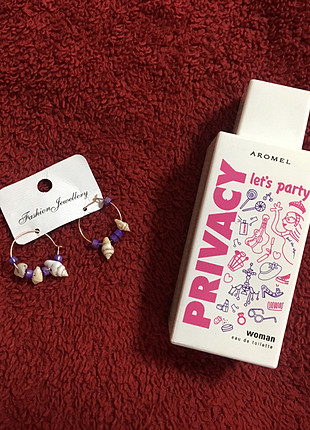 Fashion Jewellery
AROMEL
PRIVACY
let's party
woman
eau de toilette